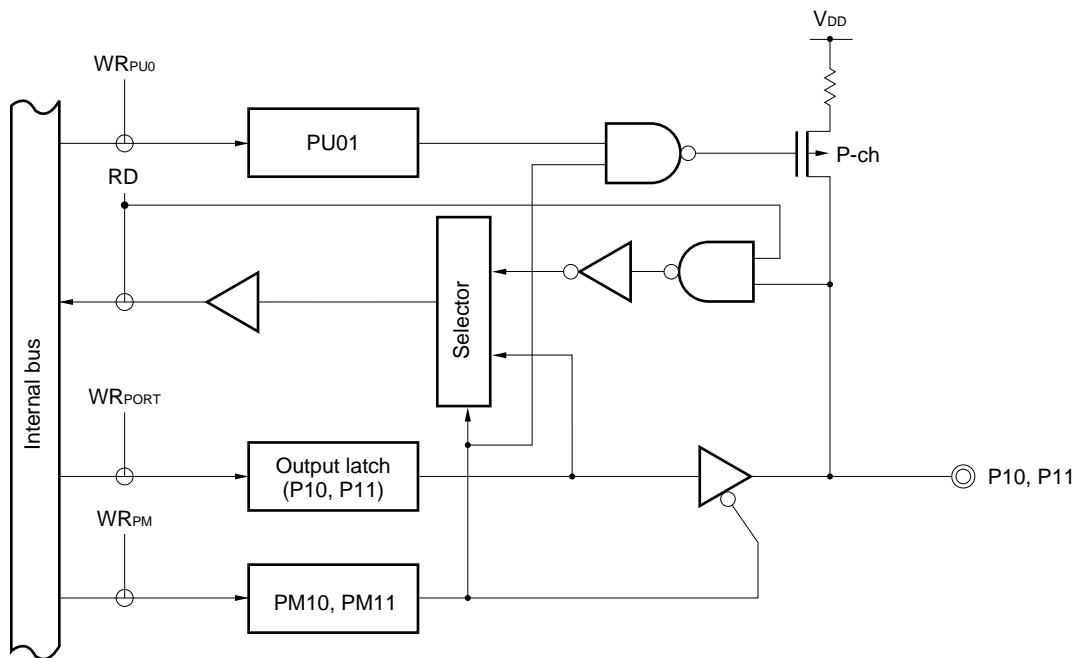 VDD
WRPU0
PU01
P-ch
RD
Selector
Internal bus
WRPORT
Output latch
(P10, P11)
P10, P11
WRPM
PM10, PM11